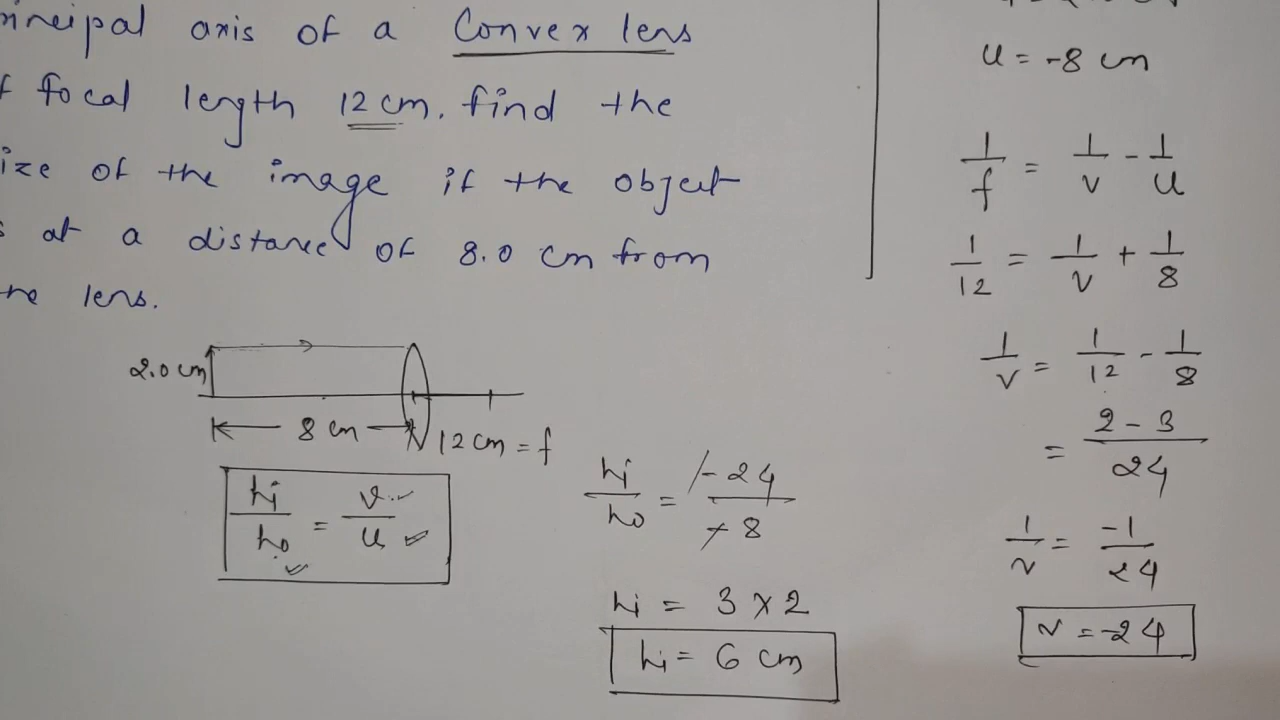 axis of a Convex lens
focal length 12 cm. find the
of the image if the object
at a distance of 8.0 cm from
lens.
2.0 cm
8 cm
12 cm = f
hi/ho = v/u
hi/ho = -24/-8
hi = 3 x 2
hi = 6 cm
u = -8 cm
1/f = 1/v - 1/u
1/12 = 1/v + 1/8
1/v = 1/12 - 1/8
= 2-3/24
1/v = -1/24
v = -24